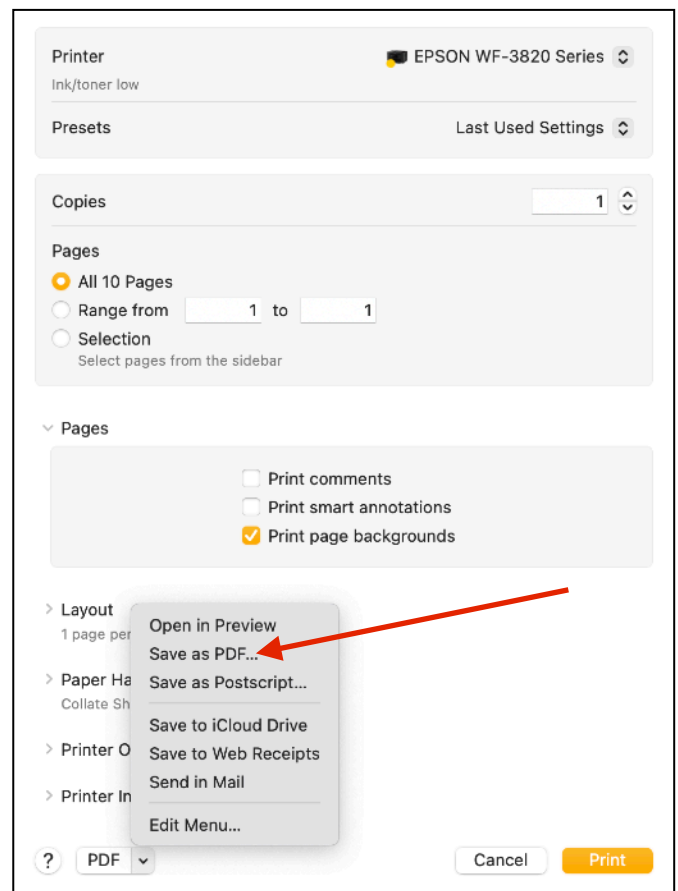 Printer EPSON WF-3820 Series
Ink/toner low
Presets Last Used Settings
Copies 1
Pages
All 10 Pages
Range from 1 to 1
Selection
Select pages from the sidebar
Pages
Print comments
Print smart annotations
Print page backgrounds
Layout
1 page per
Open in Preview
Save as PDF...
Paper Ha
Save as Postscript...
Collate Sh
Save to iCloud Drive
Printer O
Save to Web Receipts
Send in Mail
Printer In
Edit Menu...
? PDF Cancel Print